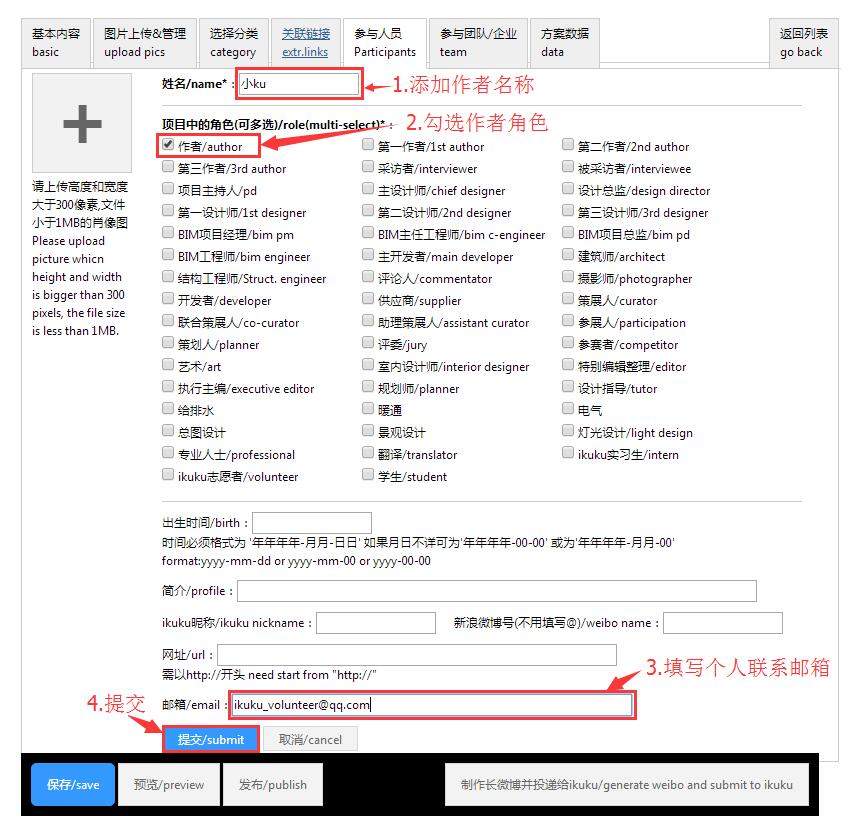 基本内容 图片上传&管理 选择分类 关联链接 参与人员 参与团队/企业 方案数据 返回列表
basic upload pics category extr.links Participants team data go back
姓名/name* : 小ku
1.添加作者名称
项目中的角色(可多选)/role(multi-select)* :
2.勾选作者角色
作者/author 第一作者/1st author 第二作者/2nd author
第三作者/3rd author 采访者/interviewer 被采访者/interviewee
项目主持人/pd 主设计师/chief designer 设计总监/design director
第一设计师/1st designer 第二设计师/2nd designer 第三设计师/3rd designer
BIM项目经理/bim pm BIM主任工程师/bim c-engineer BIM项目总监/bim pd
BIM工程师/bim engineer 主开发者/main developer 建筑师/architect
结构工程师/Struct. engineer 评论人/commentator 摄影师/photographer
开发者/developer 供应商/supplier 策展人/curator
联合策展人/co-curator 助理策展人/assistant curator 参展人/participation
策划人/planner 评委/jury 参赛者/competitor
艺术/art 室内设计师/interior designer 特别编辑整理/editor
执行主编/executive editor 规划师/planner 设计指导/tutor
给排水 暖通 电气
总图设计 景观设计 灯光设计/light design
专业人士/professional 翻译/translator ikuku实习生/intern
ikuku志愿者/volunteer 学生/student
请上传高度和宽度
大于300像素,文件
小于1MB的肖像图
Please upload
picture whicn
height and width
is bigger than 300
pixels, the file size
is less than 1MB.
出生时间/birth :
时间必须格式为 '年年年年-月月-日日' 如果月日不详可为'年年年年-00-00' 或为'年年年年-月月-00'
format:yyyy-mm-dd or yyyy-mm-00 or yyyy-00-00
简介/profile :
ikuku昵称/ikuku nickname : 新浪微博号(不用填写@)/weibo name :
网址/url :
需以http://开头 need start from "http://"
3.填写个人联系邮箱
邮箱/email : ikuku_volunteer@qq.com
4.提交
提交/submit 取消/cancel
保存/save 预览/preview 发布/publish 制作长微博并投递给ikuku/generate weibo and submit to ikuku